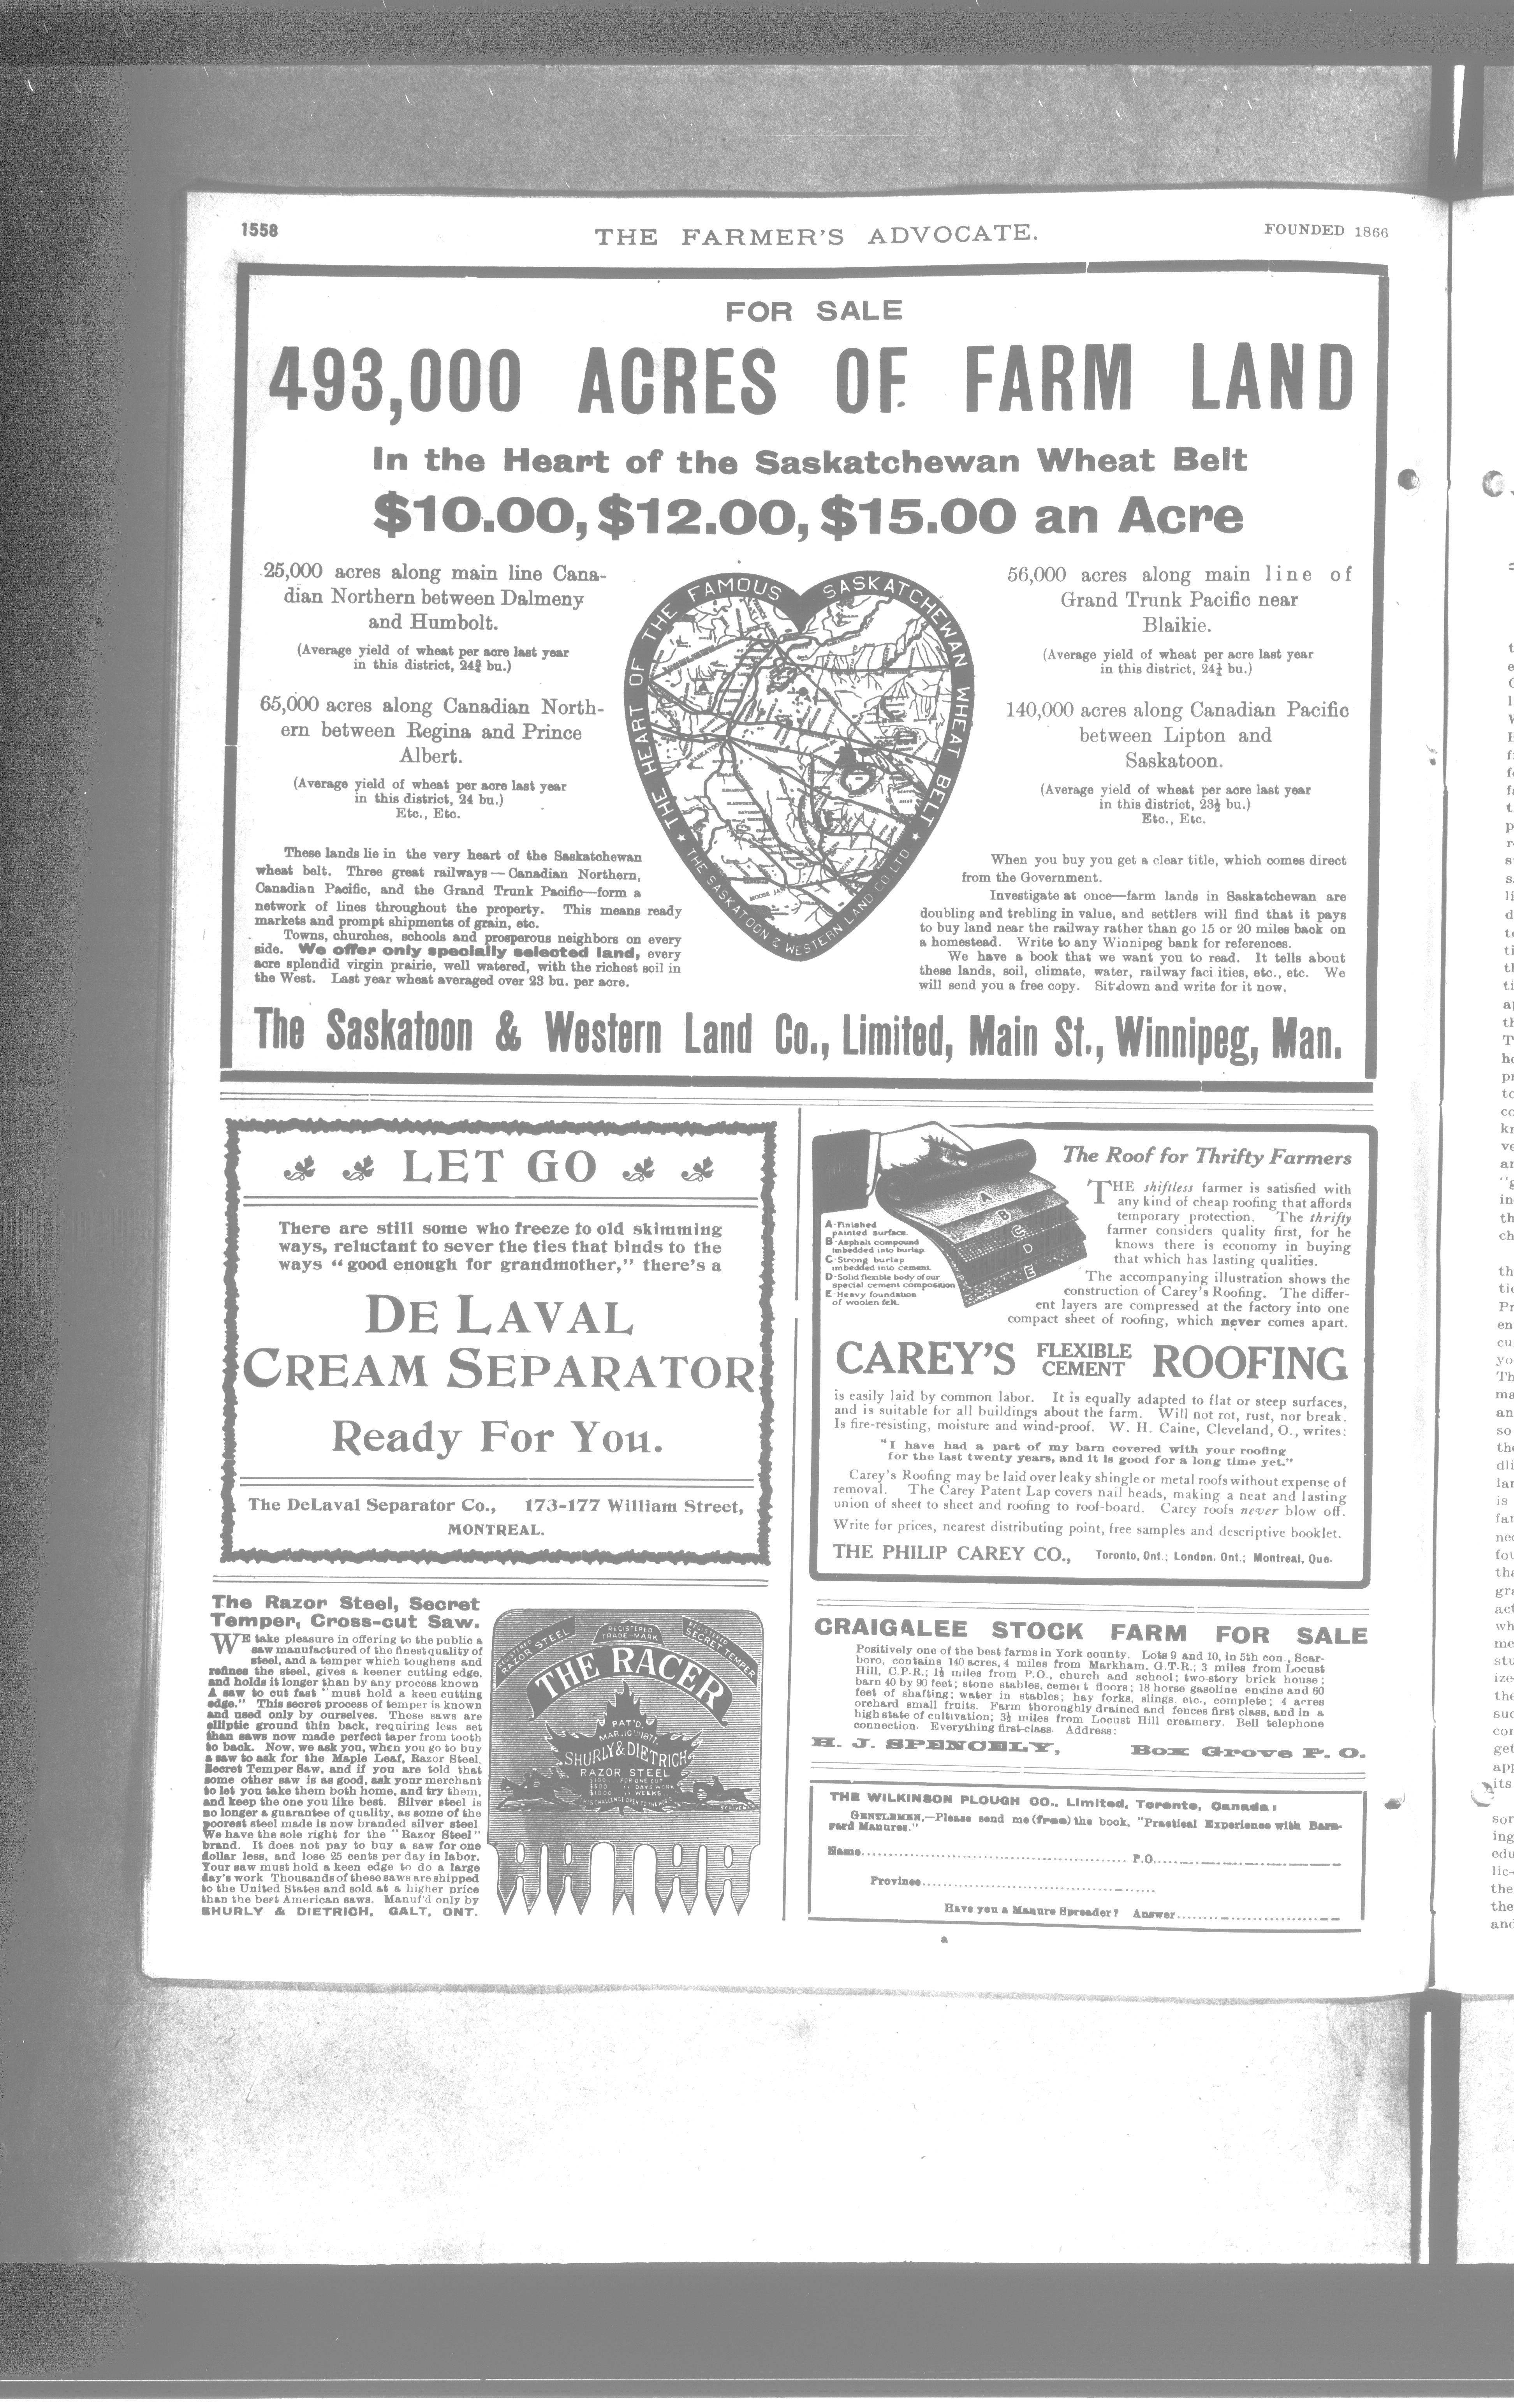 1558
THE FARMER'S ADVOCATE.
FOUNDED 1866
FOR SALE
493,000 ACRES OF FARM LAND
In the Heart of the Saskatchewan Wheat Belt
$10.00, $12.00, $15.00 an Acre
25,000 acres along main line Cana-
dian Northern between Dalmeny
and Humbolt.
(Average yield of wheat per acre last year
in this district, 24¾ bu.)
65,000 acres along Canadian North-
ern between Regina and Prince
Albert.
(Average yield of wheat per acre last year
in this district, 24 bu.)
Etc., Etc.
These lands lie in the very heart of the Saskatchewan
wheat belt. Three great railways—Canadian Northern,
Canadian Pacific, and the Grand Trunk Pacific—form a
network of lines throughout the property. This means ready
markets and prompt shipments of grain, etc.
Towns, churches, schools and prosperous neighbors on every
side. We offer only specially selected land, every
acre splendid virgin prairie, well watered, with the richest soil in
the West. Last year wheat averaged over 23 bu. per acre.
THE HEART OF THE FAMOUS SASKATCHEWAN WHEAT BELT
THE SASKATOON & WESTERN LAND CO LTD
SASKATOON
MOOSE JAW
56,000 acres along main line of
Grand Trunk Pacific near
Blaikie.
(Average yield of wheat per acre last year
in this district, 24¼ bu.)
140,000 acres along Canadian Pacific
between Lipton and
Saskatoon.
(Average yield of wheat per acre last year
in this district, 23½ bu.)
Etc., Etc.
When you buy you get a clear title, which comes direct
from the Government.
Investigate at once—farm lands in Saskatchewan are
doubling and trebling in value, and settlers will find that it pays
to buy land near the railway rather than go 15 or 20 miles back on
a homestead. Write to any Winnipeg bank for references.
We have a book that we want you to read. It tells about
these lands, soil, climate, water, railway faci ities, etc., etc. We
will send you a free copy. Sit down and write for it now.
The Saskatoon & Western Land Co., Limited, Main St., Winnipeg, Man.
LET GO
There are still some who freeze to old skimming
ways, reluctant to sever the ties that binds to the
ways "good enough for grandmother," there's a
DE LAVAL
CREAM SEPARATOR
Ready For You.
The DeLaval Separator Co., 173-177 William Street,
MONTREAL.
The Razor Steel, Secret
Temper, Cross-cut Saw.
WE take pleasure in offering to the public a
saw manufactured of the finest quality of
steel, and a temper which toughens and
refines the steel, gives a keener cutting edge,
and holds it longer than by any process known
A saw to cut fast "must hold a keen cutting
edge." This secret process of temper is known
and used only by ourselves. These saws are
elliptic ground thin back, requiring less set
than saws now made perfect taper from tooth
to back. Now, we ask you, when you go to buy
a saw to ask for the Maple Leaf, Razor Steel,
Secret Temper Saw, and if you are told that
some other saw is as good, ask your merchant
to let you take them both home, and try them,
and keep the one you like best. Silver steel is
no longer a guarantee of quality, as some of the
poorest steel made is now branded silver steel
We have the sole right for the "Razor Steel"
brand. It does not pay to buy a saw for one
dollar less, and lose 25 cents per day in labor.
Your saw must hold a keen edge to do a large
day's work Thousands of these saws are shipped
to the United States and sold at a higher price
than the best American saws. Manuf'd only by
SHURLY & DIETRICH, GALT, ONT.
REGISTERED
RAZOR STEEL
REGISTERED
TRADE-MARK
REGISTERED
SECRET TEMPER
THE RACER
PAT'D.
MAR. 10TH 1877.
SHURLY & DIETRICH
RAZOR STEEL
The Roof for Thrifty Farmers
A-Finished
painted surface.
B-Asphalt compound
imbedded into burlap.
C-Strong burlap
imbedded into cement.
D-Solid flexible body of our
special cement composition.
E-Heavy foundation
of woolen felt.
A
B
C
D
E
THE shiftless farmer is satisfied with
any kind of cheap roofing that affords
temporary protection. The thrifty
farmer considers quality first, for he
knows there is economy in buying
that which has lasting qualities.
The accompanying illustration shows the
construction of Carey's Roofing. The differ-
ent layers are compressed at the factory into one
compact sheet of roofing, which never comes apart.
CAREY'S FLEXIBLE CEMENT ROOFING
is easily laid by common labor. It is equally adapted to flat or steep surfaces,
and is suitable for all buildings about the farm. Will not rot, rust, nor break.
Is fire-resisting, moisture and wind-proof. W. H. Caine, Cleveland, O., writes:
"I have had a part of my barn covered with your roofing
for the last twenty years, and it is good for a long time yet."
Carey's Roofing may be laid over leaky shingle or metal roofs without expense of
removal. The Carey Patent Lap covers nail heads, making a neat and lasting
union of sheet to sheet and roofing to roof-board. Carey roofs never blow off.
Write for prices, nearest distributing point, free samples and descriptive booklet.
THE PHILIP CAREY CO., Toronto, Ont.; London, Ont.; Montreal, Que.
CRAIGALEE STOCK FARM FOR SALE
Positively one of the best farms in York county. Lots 9 and 10, in 5th con., Scar-
boro, contains 140 acres, 4 miles from Markham, G.T.R.; 3 miles from Locust
Hill, C.P.R.; 1½ miles from P.O., church and school; two-story brick house;
barn 40 by 90 feet; stone stables, cement floors; 18 horse gasoline engine and 60
feet of shafting; water in stables; hay forks, slings, etc., complete; 4 acres
orchard small fruits. Farm thoroughly drained and fences first class, and in a
high state of cultivation; 3½ miles from Locust Hill creamery. Bell telephone
connection. Everything first-class. Address:
H. J. SPENCELY, Box Grove P. O.
THE WILKINSON PLOUGH CO., Limited, Toronto, Canada:
GENTLEMEN,—Please send me (free) the book, "Practical Experience with Barn-
yard Manures."
Name........ P.O........
Province........
Have you a Manure Spreader? Answer........